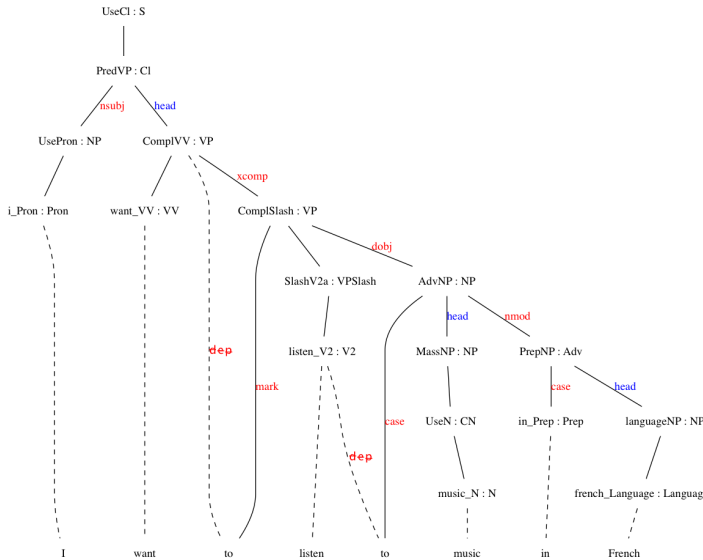 UseCl : S
PredVP : Cl
nsubj head
UsePron : NP ComplVV : VP
xcomp
i_Pron : Pron want_VV : VV ComplSlash : VP
dobj
SlashV2a : VPSlash AdvNP : NP
head nmod
dep listen_V2 : V2 MassNP : NP PrepNP : Adv
mark case case head
UseN : CN in_Prep : Prep languageNP : NP
dep
music_N : N french_Language : Languag
I want to listen to music in French